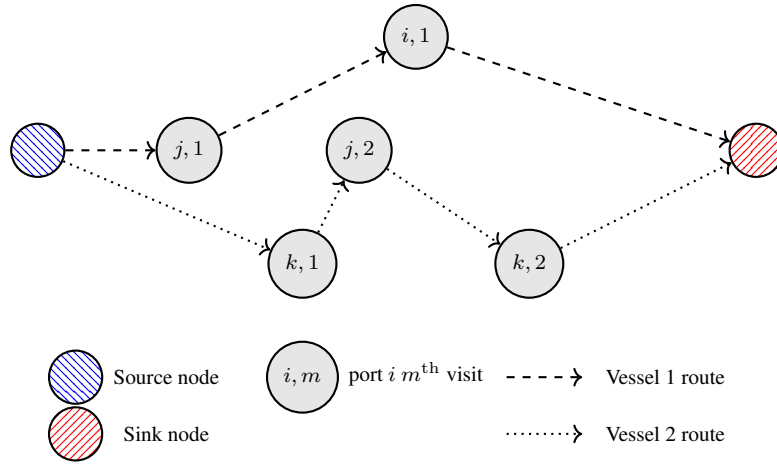 i, 1
j, 1
j, 2
k, 1
k, 2
Source node
i, m
port i mth visit
Vessel 1 route
Sink node
Vessel 2 route